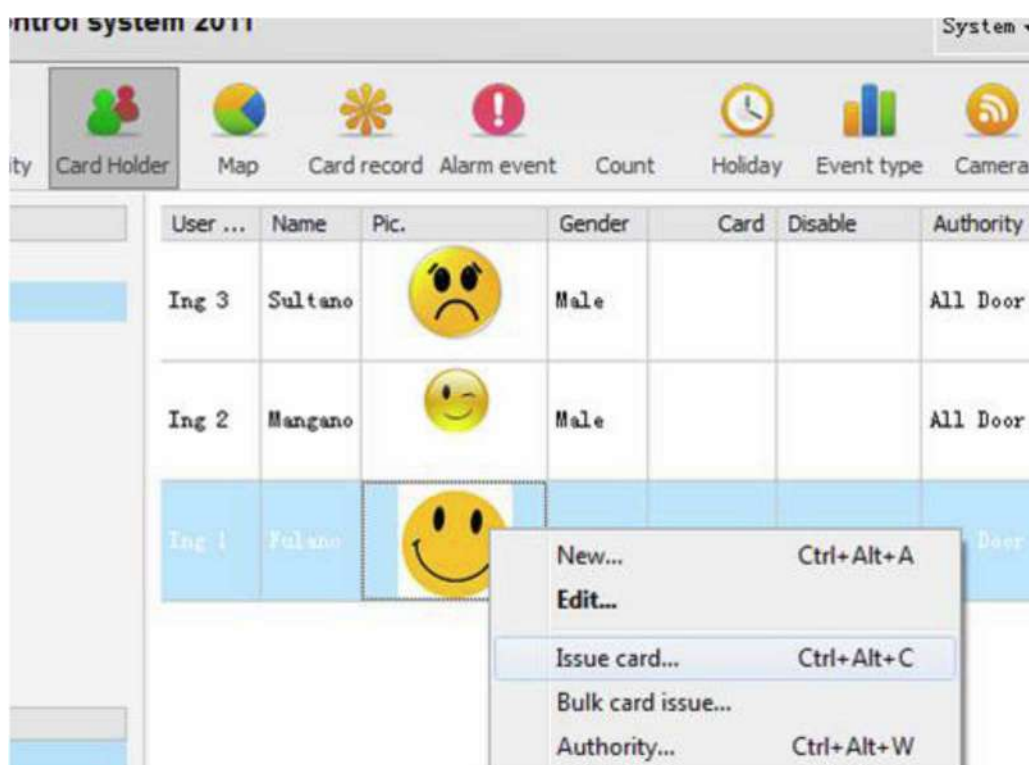 ntrol system 2011
System
ity Card Holder Map Card record Alarm event Count Holiday Event type Camera
User ... Name Pic. Gender Card Disable Authority
Ing 3 Sultano Male All Door
Ing 2 Mangano Male All Door
Ing 1 Fulano Door
New... Ctrl+Alt+A
Edit...
Issue card... Ctrl+Alt+C
Bulk card issue...
Authority... Ctrl+Alt+W